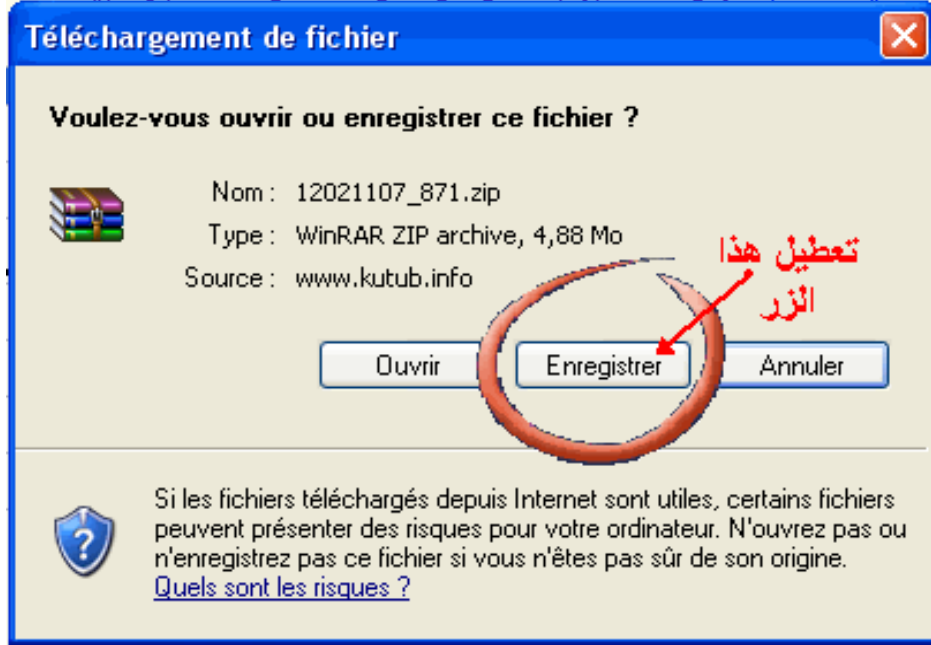 Téléchargement de fichier
Voulez-vous ouvrir ou enregistrer ce fichier ?
Nom : 12021107_871.zip
Type : WinRAR ZIP archive, 4,88 Mo
Source : www.kutub.info
تعطيل هذا
الزر
Ouvrir Enregistrer Annuler
Si les fichiers téléchargés depuis Internet sont utiles, certains fichiers
peuvent présenter des risques pour votre ordinateur. N'ouvrez pas ou
n'enregistrez pas ce fichier si vous n'êtes pas sûr de son origine.
Quels sont les risques ?